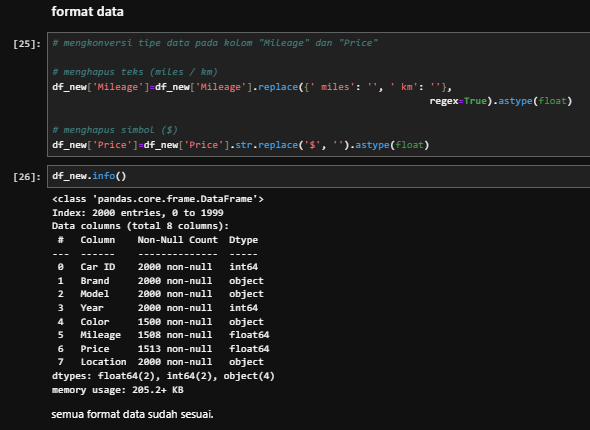 format data
[25]: # mengkonversi tipe data pada kolom "Mileage" dan "Price"
# menghapus teks (miles / km)
df_new['Mileage']=df_new['Mileage'].replace({' miles': '', ' km': ''},
regex=True).astype(float)
# menghapus simbol ($)
df_new['Price']=df_new['Price'].str.replace('$', '').astype(float)
[26]: df_new.info()
<class 'pandas.core.frame.DataFrame'>
Index: 2000 entries, 0 to 1999
Data columns (total 8 columns):
#   Column    Non-Null Count  Dtype
---  ------    --------------  -----
0   Car ID    2000 non-null   int64
1   Brand     2000 non-null   object
2   Model     2000 non-null   object
3   Year      2000 non-null   int64
4   Color     1500 non-null   object
5   Mileage   1508 non-null   float64
6   Price     1513 non-null   float64
7   Location  2000 non-null   object
dtypes: float64(2), int64(2), object(4)
memory usage: 205.2+ KB
semua format data sudah sesuai.